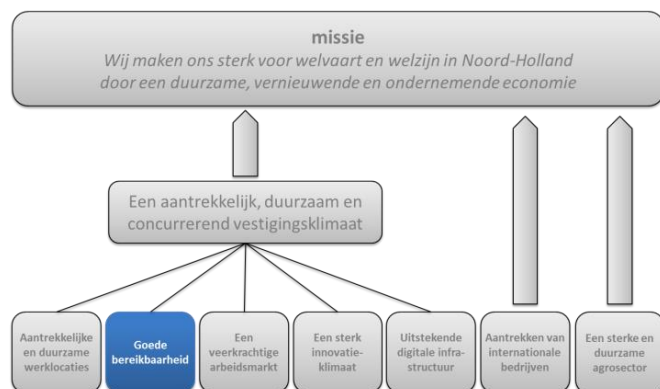 missie
Wij maken ons sterk voor welvaart en welzijn in Noord-Holland
door een duurzame, vernieuwende en ondernemende economie
Een aantrekkelijk, duurzaam en
concurrerend vestigingsklimaat
Aantrekkelijke
en duurzame
werklocaties
Goede
bereikbaarheid
Een
veerkrachtige
arbeidsmarkt
Een sterk
innovatie-
klimaat
Uitstekende
digitale infra-
structuur
Aantrekken van
internationale
bedrijven
Een sterke en
duurzame
agrosector